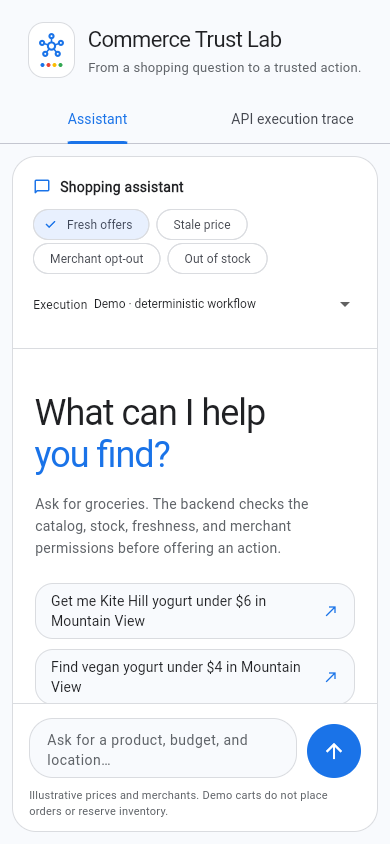 Commerce Trust Lab
From a shopping question to a trusted action.
Assistant
API execution trace
Shopping assistant
Fresh offers
Stale price
Merchant opt-out
Out of stock
Execution Demo · deterministic workflow
What can I help
you find?
Ask for groceries. The backend checks the
catalog, stock, freshness, and merchant
permissions before offering an action.
Get me Kite Hill yogurt under $6 in
Mountain View
Find vegan yogurt under $4 in Mountain
View
Ask for a product, budget, and
location…
Illustrative prices and merchants. Demo carts do not place
orders or reserve inventory.